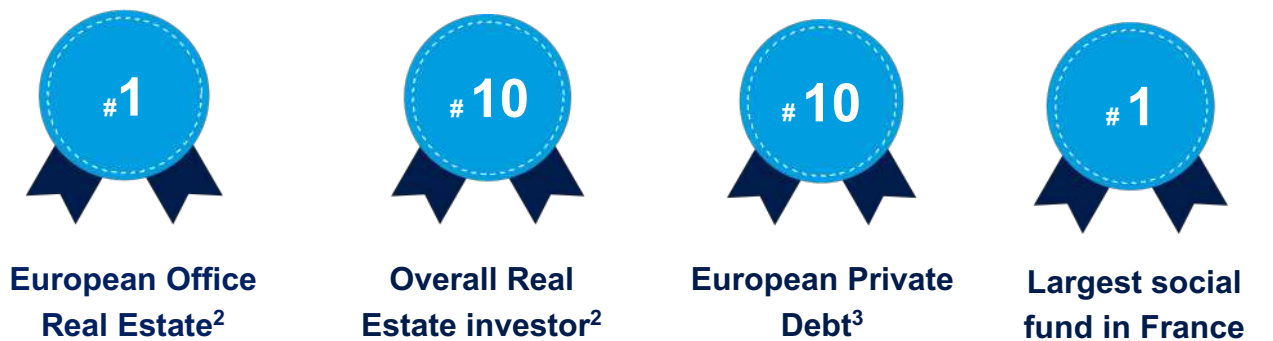 #1
# 10
# 10
# 1
European Office
Real Estate²
Overall Real
Estate investor²
European Private
Debt³
Largest social
fund in France